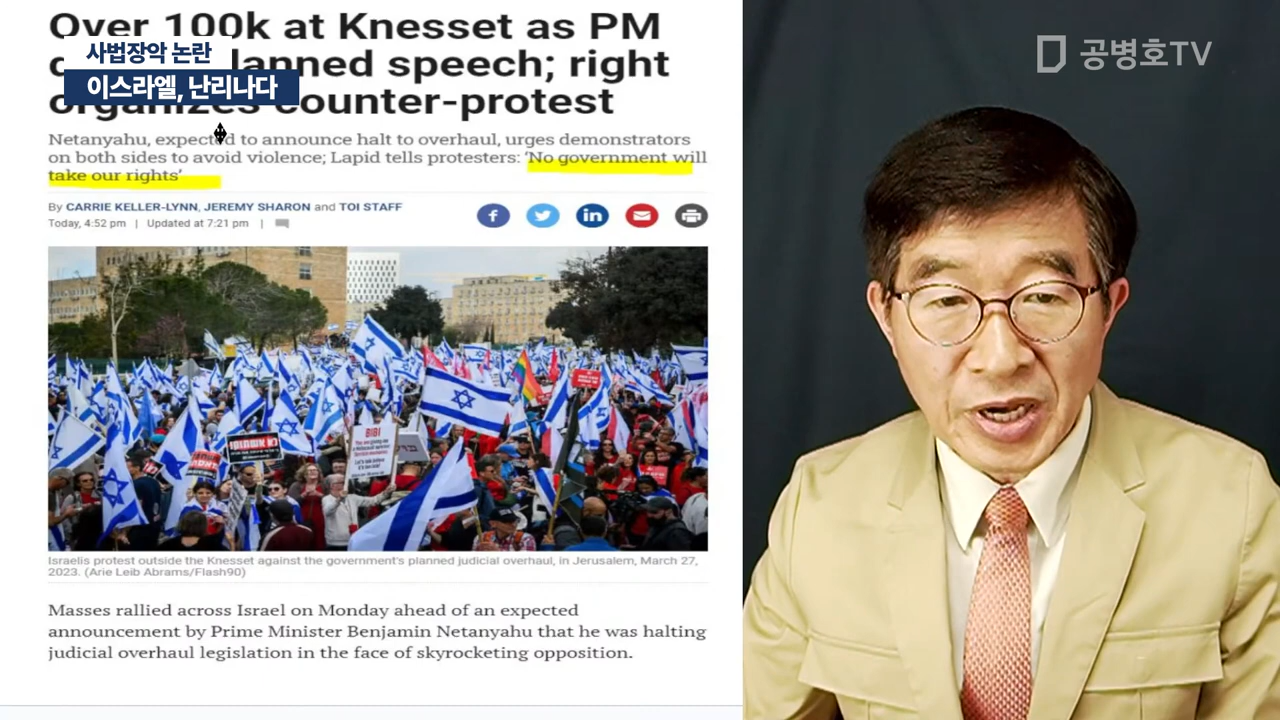 Over 100k at Knesset as PM
사법장악 논란
planned speech; right
이스라엘, 난리나다
organizes counter-protest
Netanyahu, expected to announce halt to overhaul, urges demonstrators
on both sides to avoid violence; Lapid tells protesters: ‘No government will
take our rights’
By CARRIE KELLER-LYNN, JEREMY SHARON and TOI STAFF
Today, 4:52 pm | Updated at 7:21 pm |
BIBI
Israelis protest outside the Knesset against the government's planned judicial overhaul, in Jerusalem, March 27,
2023. (Arie Leib Abrams/Flash90)
Masses rallied across Israel on Monday ahead of an expected
announcement by Prime Minister Benjamin Netanyahu that he was halting
judicial overhaul legislation in the face of skyrocketing opposition.
공병호TV